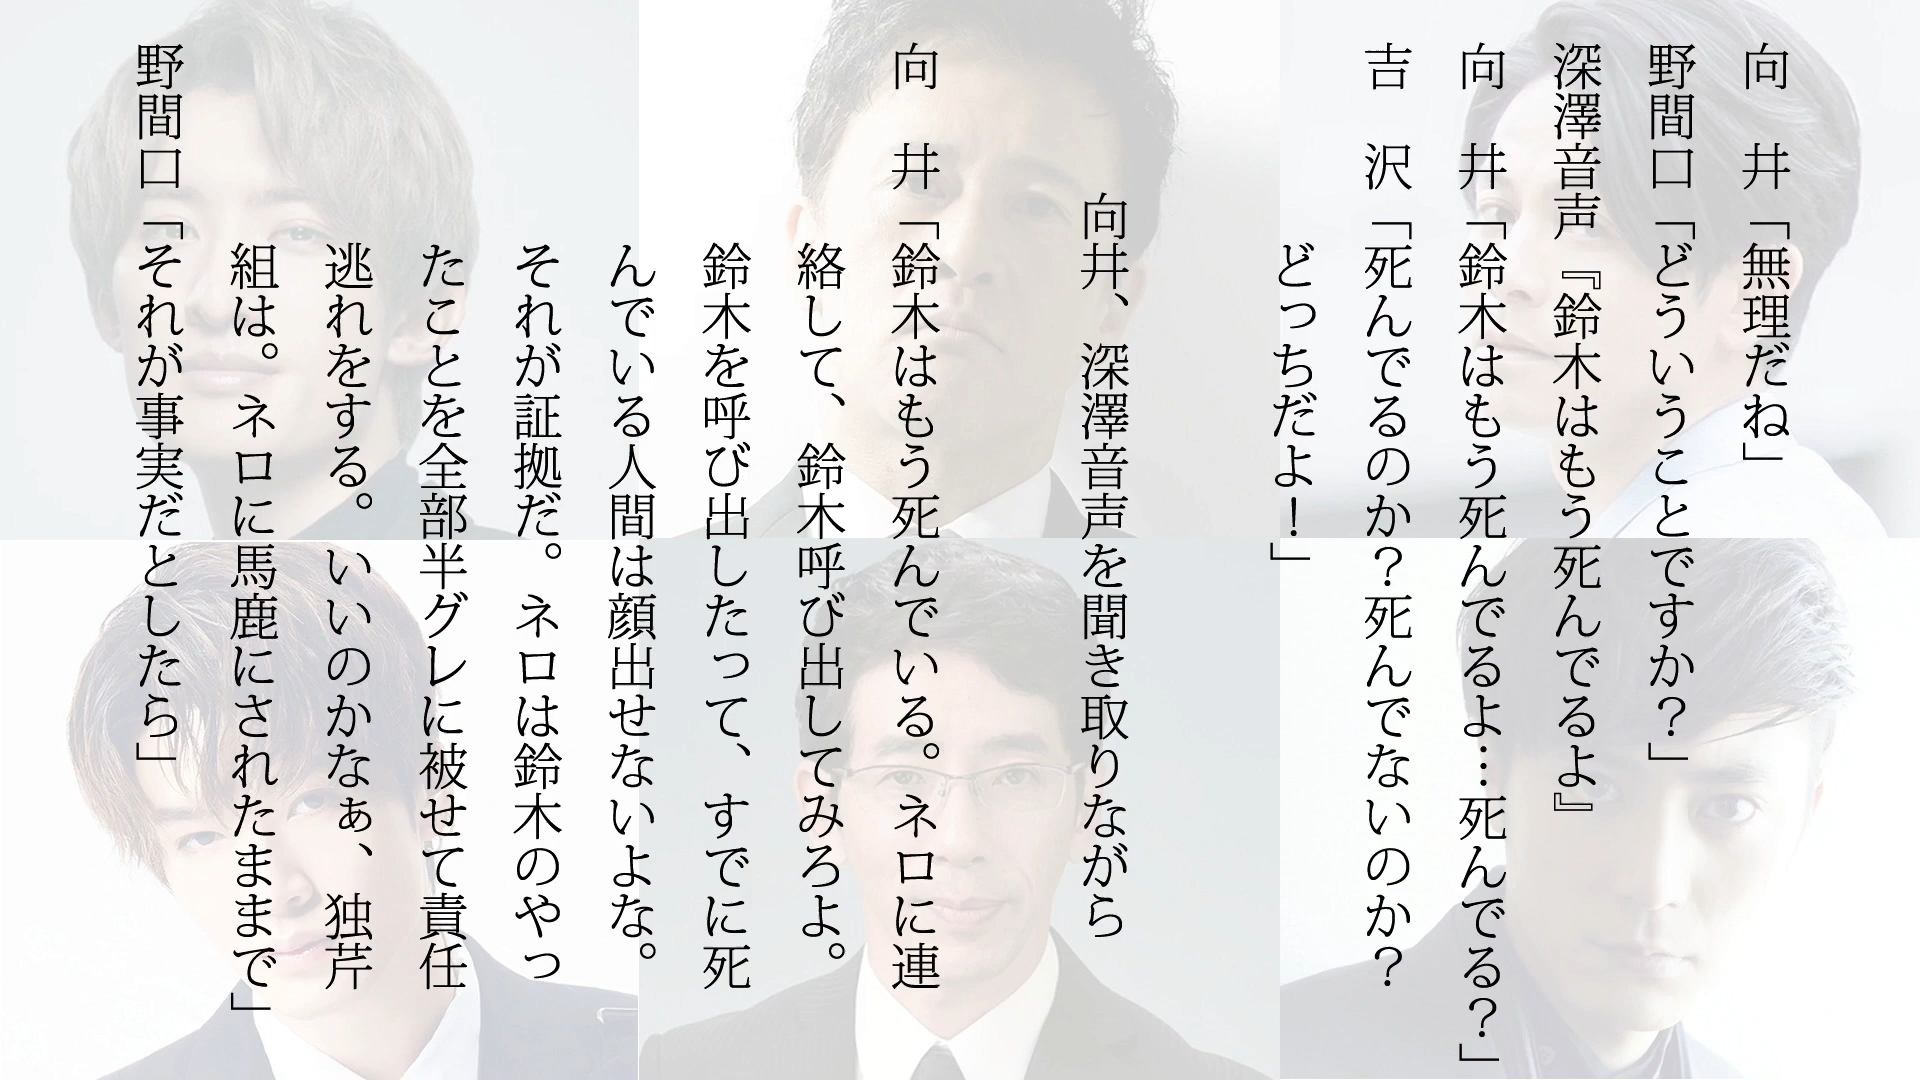 向　井「無理だね」
野間口「どういうことですか？」
深澤音声『鈴木はもう死んでるよ』
向　井「鈴木はもう死んでるよ…死んでる？」
吉　沢「死んでるのか？死んでないのか？
どっちだよ！」
向井、深澤音声を聞き取りながら
向　井「鈴木はもう死んでいる。ネロに連
絡して、鈴木呼び出してみろよ。
鈴木を呼び出したって、すでに死
んでいる人間は顔出せないよな。
それが証拠だ。ネロは鈴木のやっ
たことを全部半グレに被せて責任
逃れをする。いいのかなぁ、独芹
組は。ネロに馬鹿にされたままで」
野間口「それが事実だとしたら」